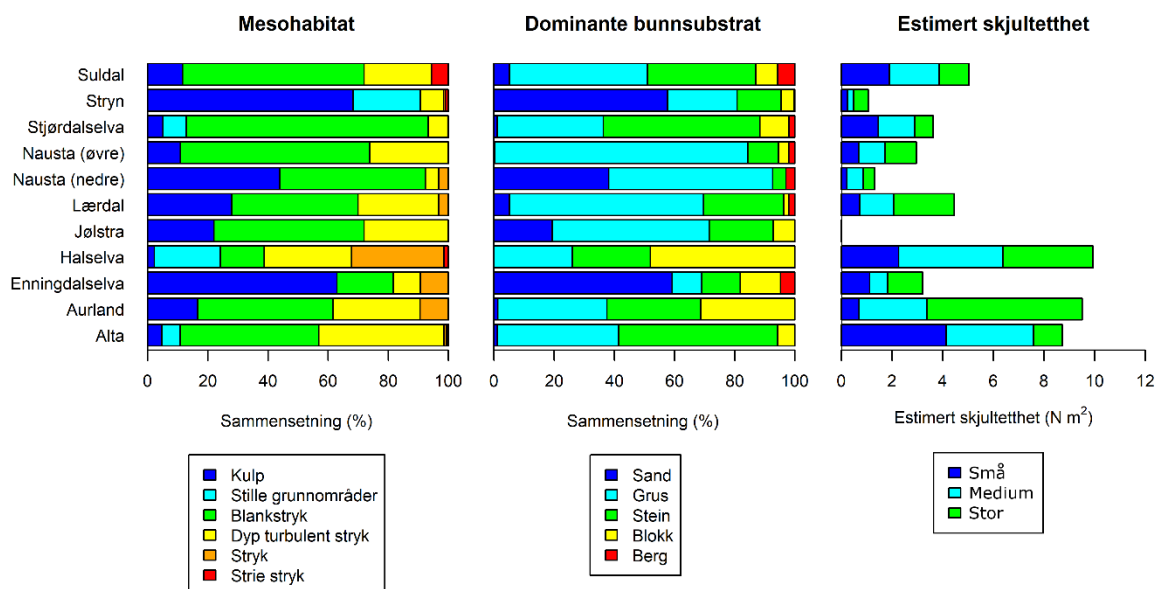 Mesohabitat
Dominante bunnsubstrat
Estimert skjultetthet
Suldal
Stryn
Stjørdalselva
Nausta (øvre)
Nausta (nedre)
Lærdal
Jølstra
Halselva
Enningdalselva
Aurland
Alta
0 20 40 60 80 100
0 20 40 60 80 100
0 2 4 6 8 10 12
Sammensetning (%)
Sammensetning (%)
Estimert skjultetthet (N m²)
Kulp
Stille grunnområder
Blankstryk
Dyp turbulent stryk
Stryk
Strie stryk
Sand
Grus
Stein
Blokk
Berg
Små
Medium
Stor